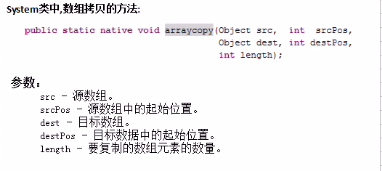 System类中,数组拷贝的方法:
public static native void arraycopy(Object src, int srcPos,
Object dest, int destPos,
int length);
参数:
src - 源数组。
srcPos - 源数组中的起始位置。
dest - 目标数组。
destPos - 目标数据中的起始位置。
length - 要复制的数组元素的数量。